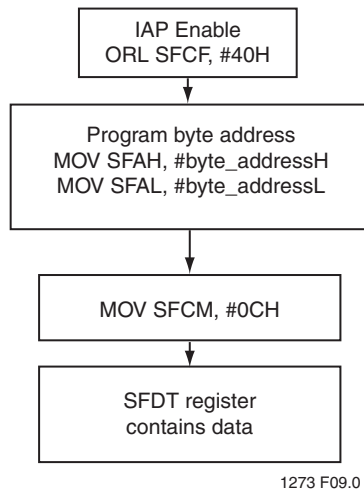 IAP Enable
ORL SFCF, #40H
Program byte address
MOV SFAH, #byte_addressH
MOV SFAL, #byte_addressL
MOV SFCM, #0CH
SFDT register
contains data
1273 F09.0